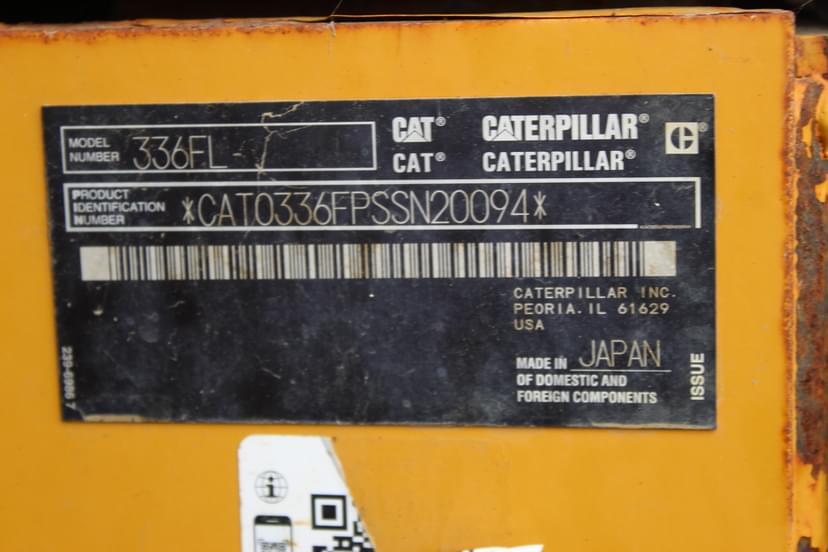 MODEL
NUMBER 336FL
CAT® CATERPILLAR®
CAT® CATERPILLAR®
PRODUCT
IDENTIFICATION
NUMBER *CAT0336FPSSN20094*
CATERPILLAR INC.
PEORIA. IL 61629
USA
MADE IN JAPAN
OF DOMESTIC AND
FOREIGN COMPONENTS
ISSUE